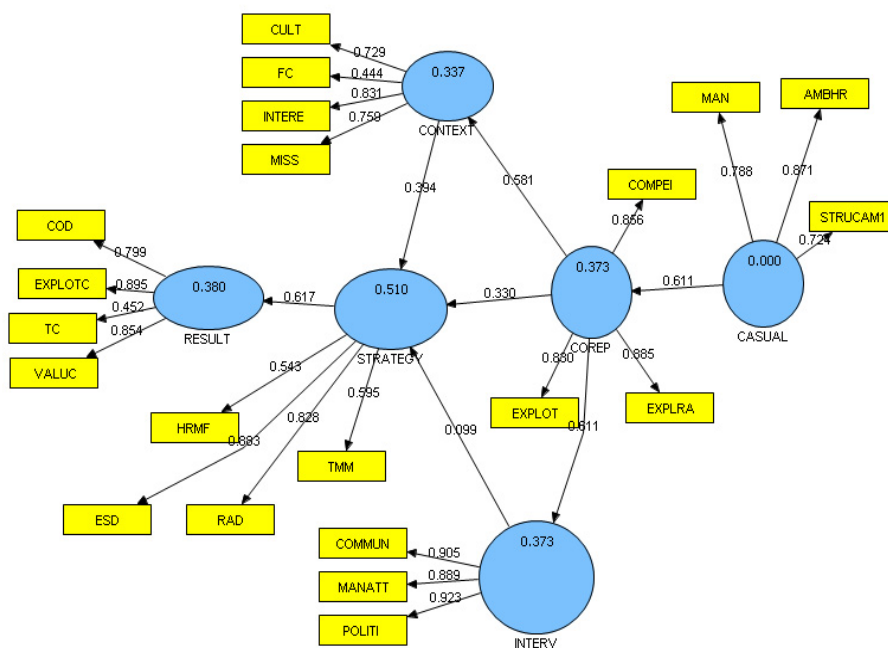 CULT
0.729
0.337
FC
0.444
MAN
AMBHR
INTERE
0.831
0.759
CONTEXT
MISS
0.581
COMPEI
0.788
0.871
0.394
0.856
STRUCAM1
0.724
COD
0.799
0.373
0.000
EXPLOTC
0.895
0.380
0.510
0.330
0.611
0.617
TC
0.452
RESULT
CASUAL
VALUC
0.854
STRATEGY
COREP
0.543
0.830
0.885
0.595
EXPLOT
EXPLRA
HRMF
0.828
0.883
0.099
0.611
TMM
ESD
RAD
COMMUN
0.905
0.373
MANATT
0.889
0.923
POLITI
INTERV